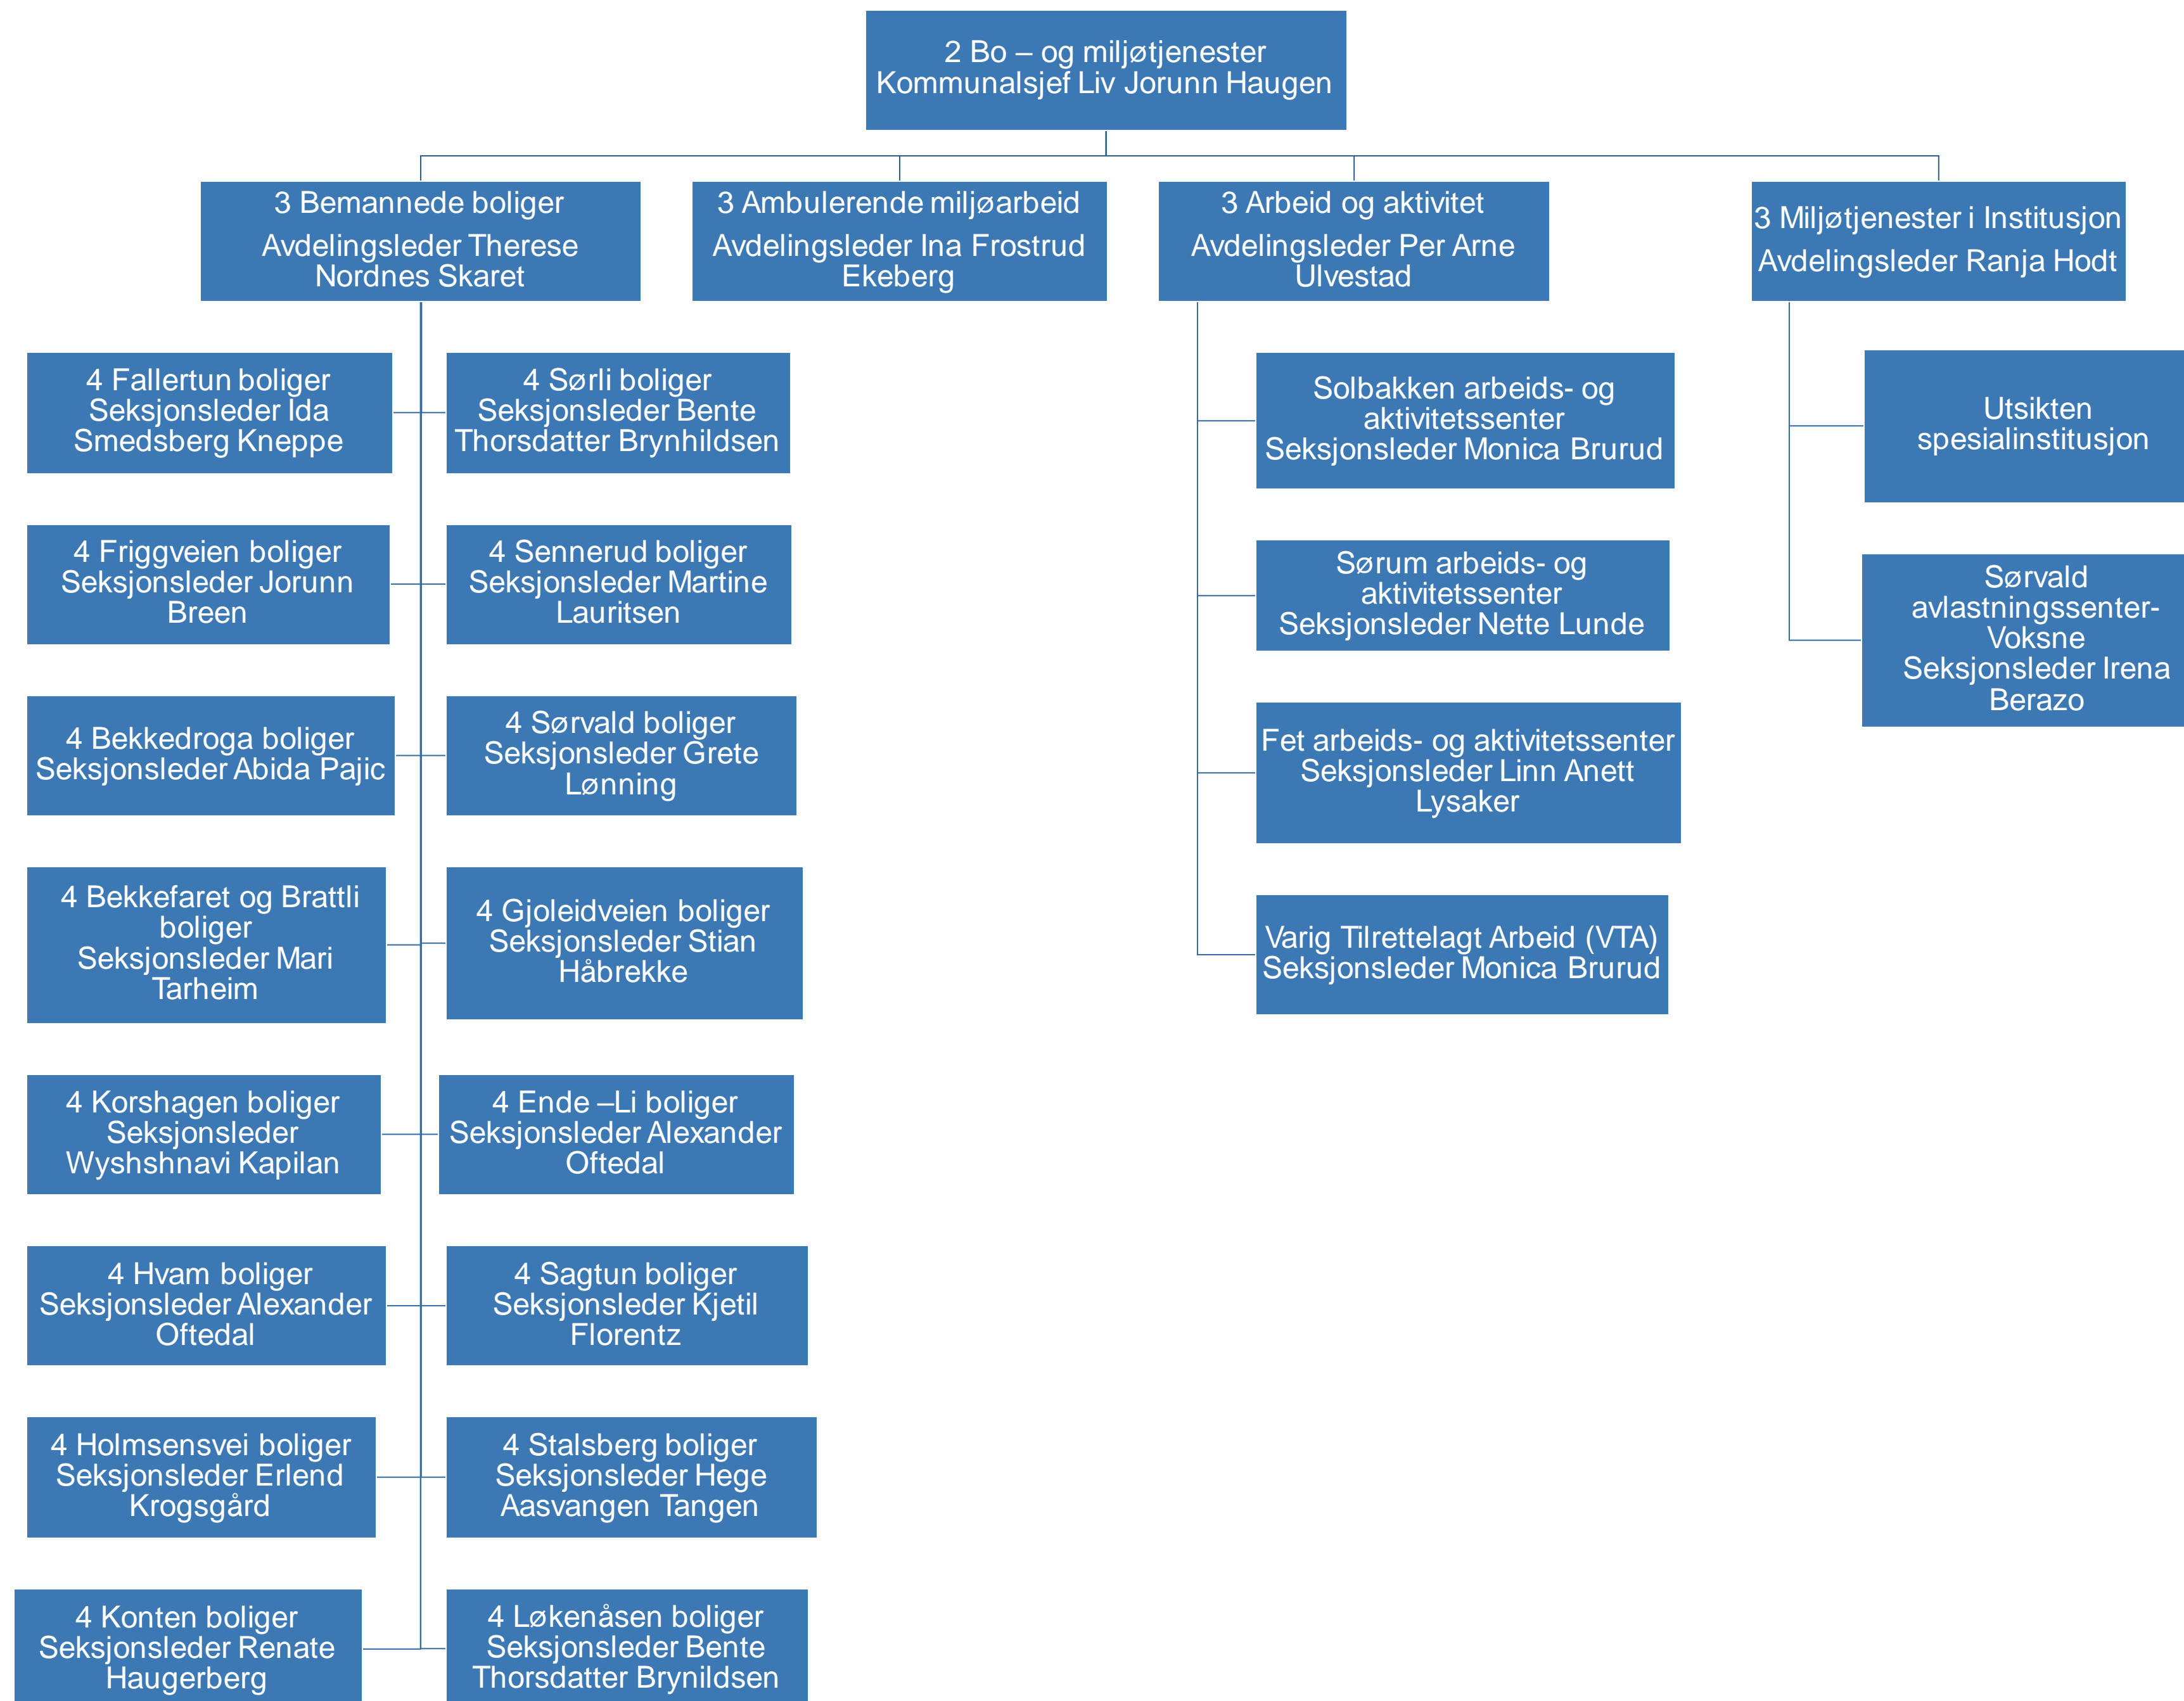 2 Bo – og miljøtjenester
Kommunalsjef Liv Jorunn Haugen
3 Bemannede boliger
Avdelingsleder Therese
Nordnes Skaret
3 Ambulerende miljøarbeid
Avdelingsleder Ina Frostrud
Ekeberg
3 Arbeid og aktivitet
Avdelingsleder Per Arne
Ulvestad
3 Miljøtjenester i Institusjon
Avdelingsleder Ranja Hodt
4 Fallertun boliger
Seksjonsleder Ida
Smedsberg Kneppe
4 Sørli boliger
Seksjonsleder Bente
Thorsdatter Brynhildsen
4 Friggveien boliger
Seksjonsleder Jorunn
Breen
4 Sennerud boliger
Seksjonsleder Martine
Lauritsen
4 Bekkedroga boliger
Seksjonsleder Abida Pajic
4 Sørvald boliger
Seksjonsleder Grete
Lønning
4 Bekkefaret og Brattli
boliger
Seksjonsleder Mari
Tarheim
4 Gjoleidveien boliger
Seksjonsleder Stian
Håbrekke
4 Korshagen boliger
Seksjonsleder
Wyshshnavi Kapilan
4 Ende –Li boliger
Seksjonsleder Alexander
Oftedal
4 Hvam boliger
Seksjonsleder Alexander
Oftedal
4 Sagtun boliger
Seksjonsleder Kjetil
Florentz
4 Holmsensvei boliger
Seksjonsleder Erlend
Krogsgård
4 Stalsberg boliger
Seksjonsleder Hege
Aasvangen Tangen
4 Konten boliger
Seksjonsleder Renate
Haugerberg
4 Løkenåsen boliger
Seksjonsleder Bente
Thorsdatter Brynildsen
Solbakken arbeids- og
aktivitetssenter
Seksjonsleder Monica Brurud
Sørum arbeids- og
aktivitetssenter
Seksjonsleder Nette Lunde
Fet arbeids- og aktivitetssenter
Seksjonsleder Linn Anett
Lysaker
Varig Tilrettelagt Arbeid (VTA)
Seksjonsleder Monica Brurud
Utsikten
spesialinstitusjon
Sørvald
avlastningssenter-
Voksne
Seksjonsleder Irena
Berazo